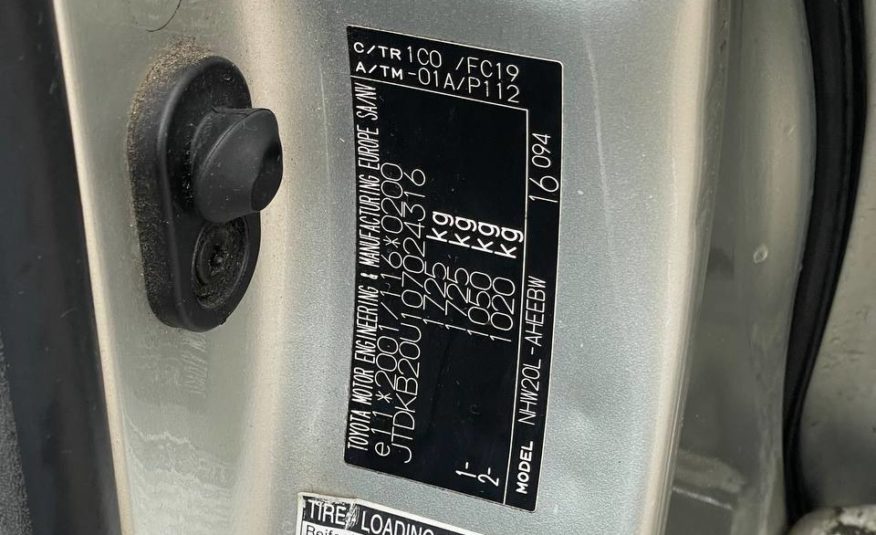 C/TR 1C0 /FC19
A/TM -01A/P112
TOYOTA MOTOR ENGINEERING & MANUFACTURING EUROPE SA/NV
e11*2001/116*0200
JTDKB20U107024316
1725 kg
1725 kg
1- 1050 kg
2- 1020 kg
MODEL NHW20L-AHEEBW 16 094
TIRE LOADING